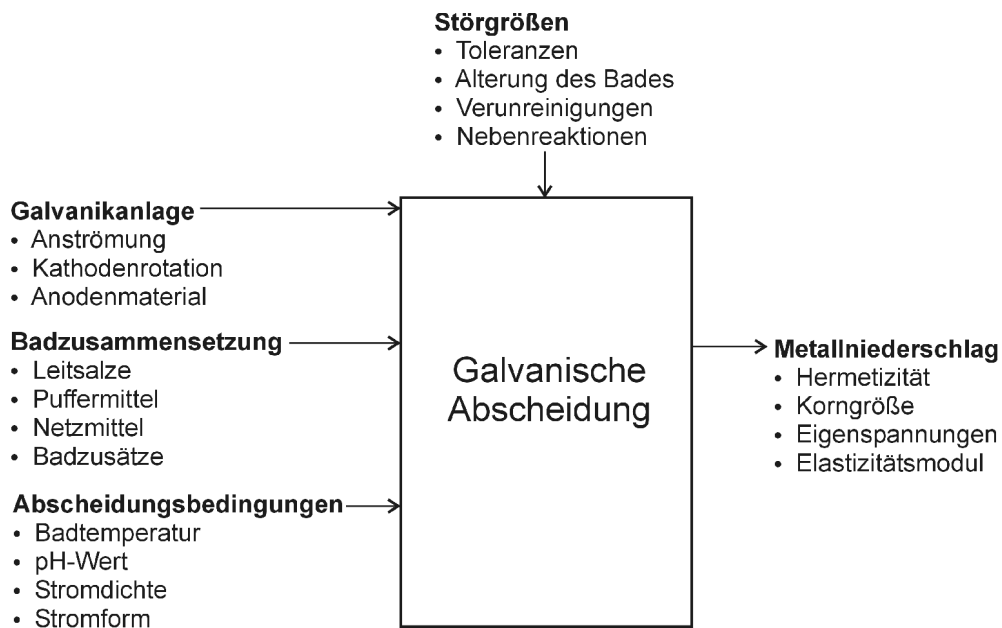 Störgrößen
• Toleranzen
• Alterung des Bades
• Verunreinigungen
• Nebenreaktionen
Galvanikanlage
• Anströmung
• Kathodenrotation
• Anodenmaterial
Badzusammensetzung
• Leitsalze
• Puffermittel
• Netzmittel
• Badzusätze
Abscheidungsbedingungen
• Badtemperatur
• pH-Wert
• Stromdichte
• Stromform
Galvanische
Abscheidung
Metallniederschlag
• Hermetizität
• Korngröße
• Eigenspannungen
• Elastizitätsmodul